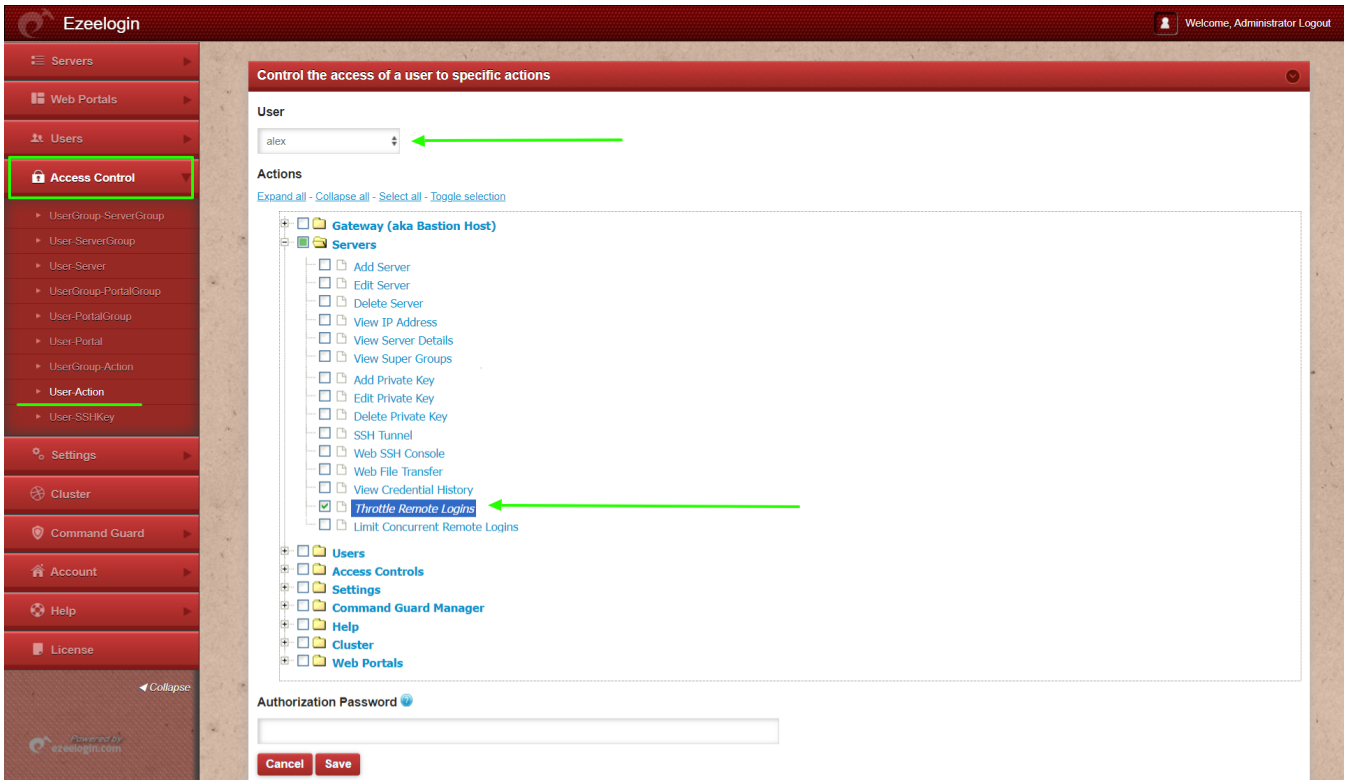 Ezeelogin
Welcome, Administrator Logout
Servers
Web Portals
Users
Access Control
UserGroup-ServerGroup
User-ServerGroup
User-Server
UserGroup-PortalGroup
User-PortalGroup
User-Portal
UserGroup-Action
User-Action
User-SSHKey
Settings
Cluster
Command Guard
Account
Help
License
Collapse
Powered by
ezeelogin.com
Control the access of a user to specific actions
User
alex
Actions
Expand all - Collapse all - Select all - Toggle selection
Gateway (aka Bastion Host)
Servers
Add Server
Edit Server
Delete Server
View IP Address
View Server Details
View Super Groups
Add Private Key
Edit Private Key
Delete Private Key
SSH Tunnel
Web SSH Console
Web File Transfer
View Credential History
Throttle Remote Logins
Limit Concurrent Remote Logins
Users
Access Controls
Settings
Command Guard Manager
Help
Cluster
Web Portals
Authorization Password
Cancel Save